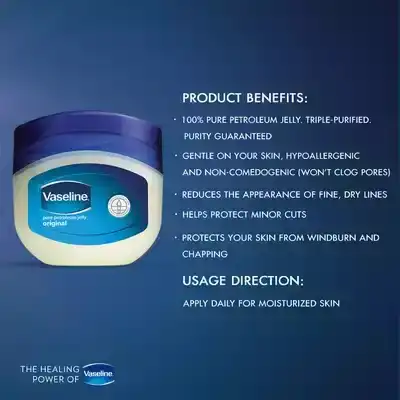 PRODUCT BENEFITS:
· 100% PURE PETROLEUM JELLY. TRIPLE-PURIFIED.
PURITY GUARANTEED
· GENTLE ON YOUR SKIN, HYPOALLERGENIC
AND NON-COMEDOGENIC (WON'T CLOG PORES)
· REDUCES THE APPEARANCE OF FINE, DRY LINES
· HELPS PROTECT MINOR CUTS
· PROTECTS YOUR SKIN FROM WINDBURN AND
CHAPPING
USAGE DIRECTION:
APPLY DAILY FOR MOISTURIZED SKIN
Vaseline
pure petroleum jelly
original
THE HEALING
POWER OF Vaseline